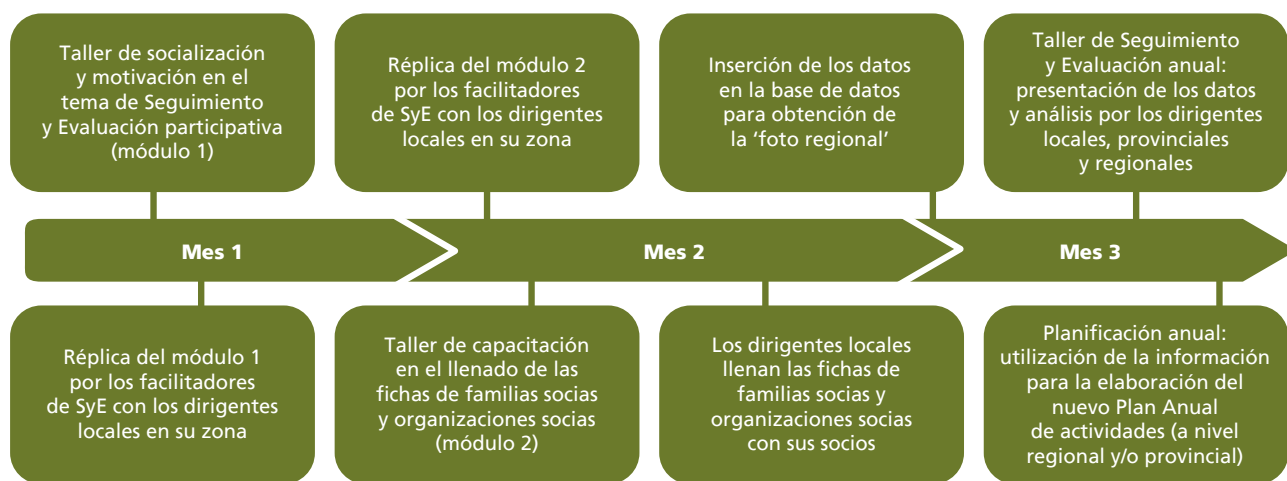 Taller de socialización
y motivación en el
tema de Seguimiento
y Evaluación participativa
(módulo 1)
Réplica del módulo 2
por los facilitadores
de SyE con los dirigentes
locales en su zona
Inserción de los datos
en la base de datos
para obtención de
la ‘foto regional’
Taller de Seguimiento
y Evaluación anual:
presentación de los datos
y análisis por los dirigentes
locales, provinciales
y regionales
Mes 1
Mes 2
Mes 3
Réplica del módulo 1
por los facilitadores
de SyE con los dirigentes
locales en su zona
Taller de capacitación
en el llenado de las
fichas de familias socias
y organizaciones socias
(módulo 2)
Los dirigentes locales
llenan las fichas de
familias socias y
organizaciones socias
con sus socios
Planificación anual:
utilización de la información
para la elaboración del
nuevo Plan Anual
de actividades (a nivel
regional y/o provincial)